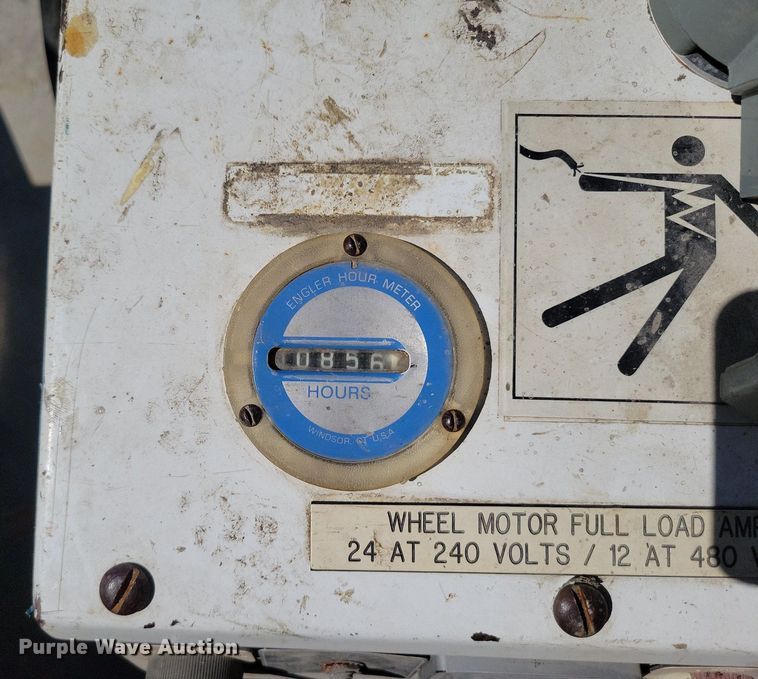 ENGLER HOUR METER
0856
HOURS
WINDSOR, CT U.S.A
WHEEL MOTOR FULL LOAD AMP
24 AT 240 VOLTS / 12 AT 480 V
Purple Wave Auction